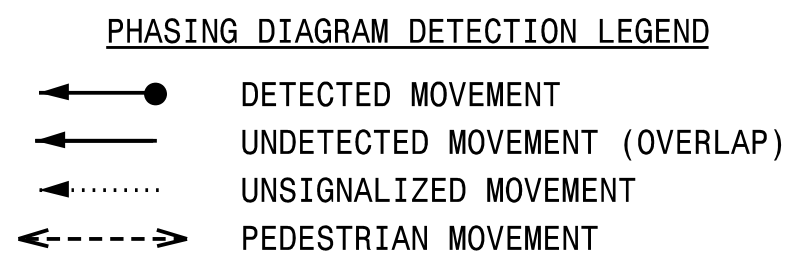 PHASING DIAGRAM DETECTION LEGEND
DETECTED MOVEMENT
UNDETECTED MOVEMENT (OVERLAP)
UNSIGNALIZED MOVEMENT
PEDESTRIAN MOVEMENT